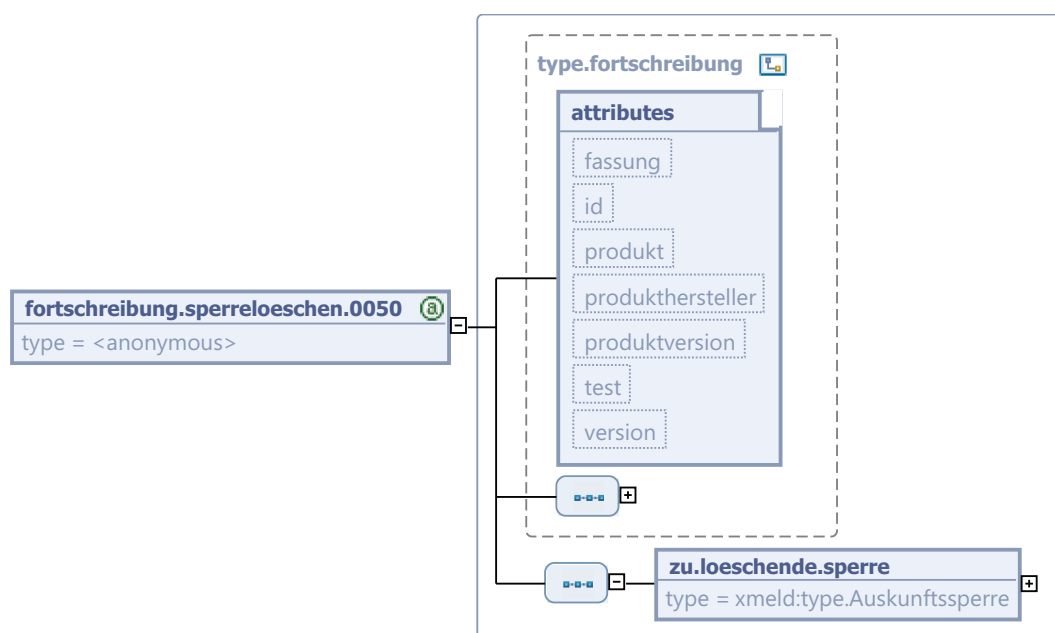 type.fortschreibung
attributes
fassung
id
produkt
produkthersteller
produktversion
test
version
fortschreibung.sperreloeschen.0050
type = <anonymous>
zu.loeschende.sperre
type = xmeld:type.Auskunftssperre